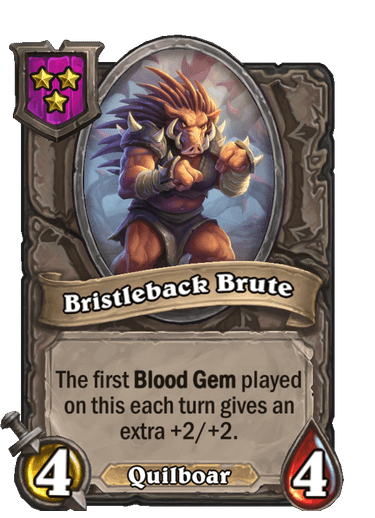 Bristleback Brute
The first Blood Gem played
on this each turn gives an
extra +2/+2.
4
Quilboar
4